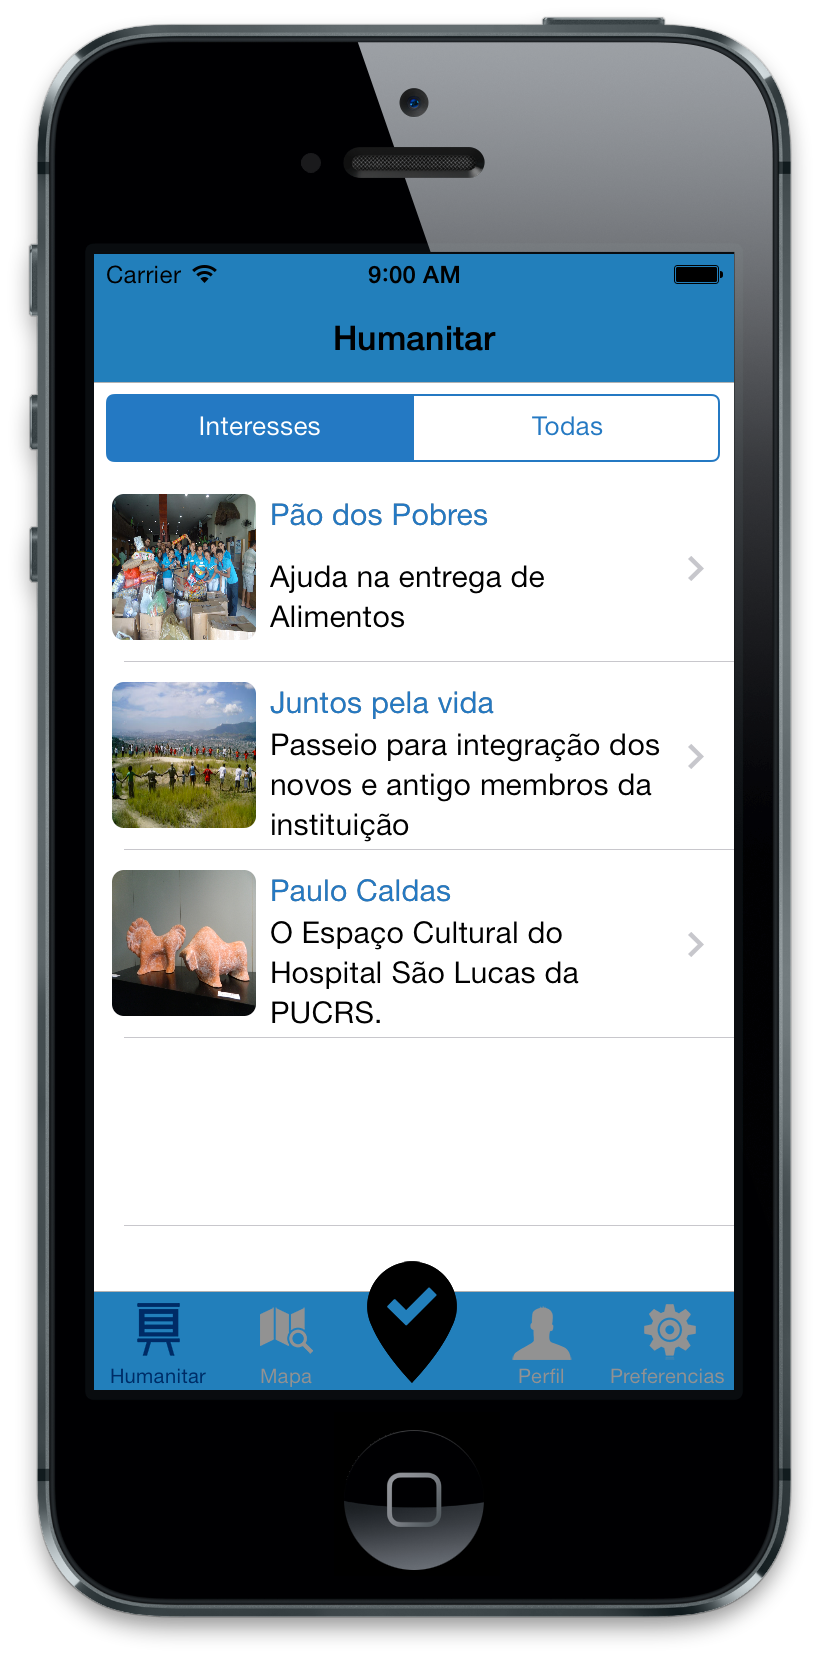 Carrier
9:00 AM
Humanitar
Interesses
Todas
Pão dos Pobres
Ajuda na entrega de
Alimentos
Juntos pela vida
Passeio para integração dos
novos e antigo membros da
instituição
Paulo Caldas
O Espaço Cultural do
Hospital São Lucas da
PUCRS.
Humanitar
Mapa
Perfil
Preferencias